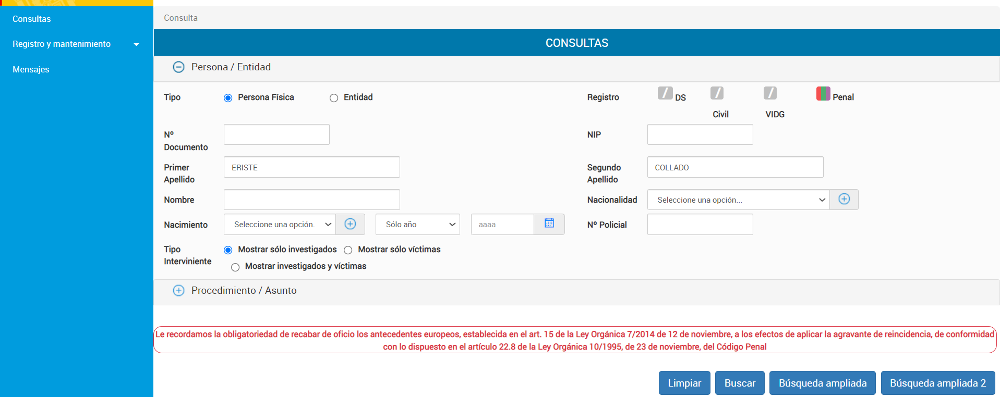 Consultas
Registro y mantenimiento
Mensajes
Consulta
CONSULTAS
Persona / Entidad
Tipo Persona Física Entidad Registro DS Civil VIDG Penal
Nº Documento NIP
Primer Apellido ERISTE Segundo Apellido COLLADO
Nombre Nacionalidad Seleccione una opción...
Nacimiento Seleccione una opción. Sólo año aaaa Nº Policial
Tipo Interviniente Mostrar sólo investigados Mostrar sólo víctimas
Mostrar investigados y víctimas
Procedimiento / Asunto
Le recordamos la obligatoriedad de recabar de oficio los antecedentes europeos, establecida en el art. 15 de la Ley Orgánica 7/2014 de 12 de noviembre, a los efectos de aplicar la agravante de reincidencia, de conformidad
con lo dispuesto en el artículo 22.8 de la Ley Orgánica 10/1995, de 23 de noviembre, del Código Penal
Limpiar Buscar Búsqueda ampliada Búsqueda ampliada 2